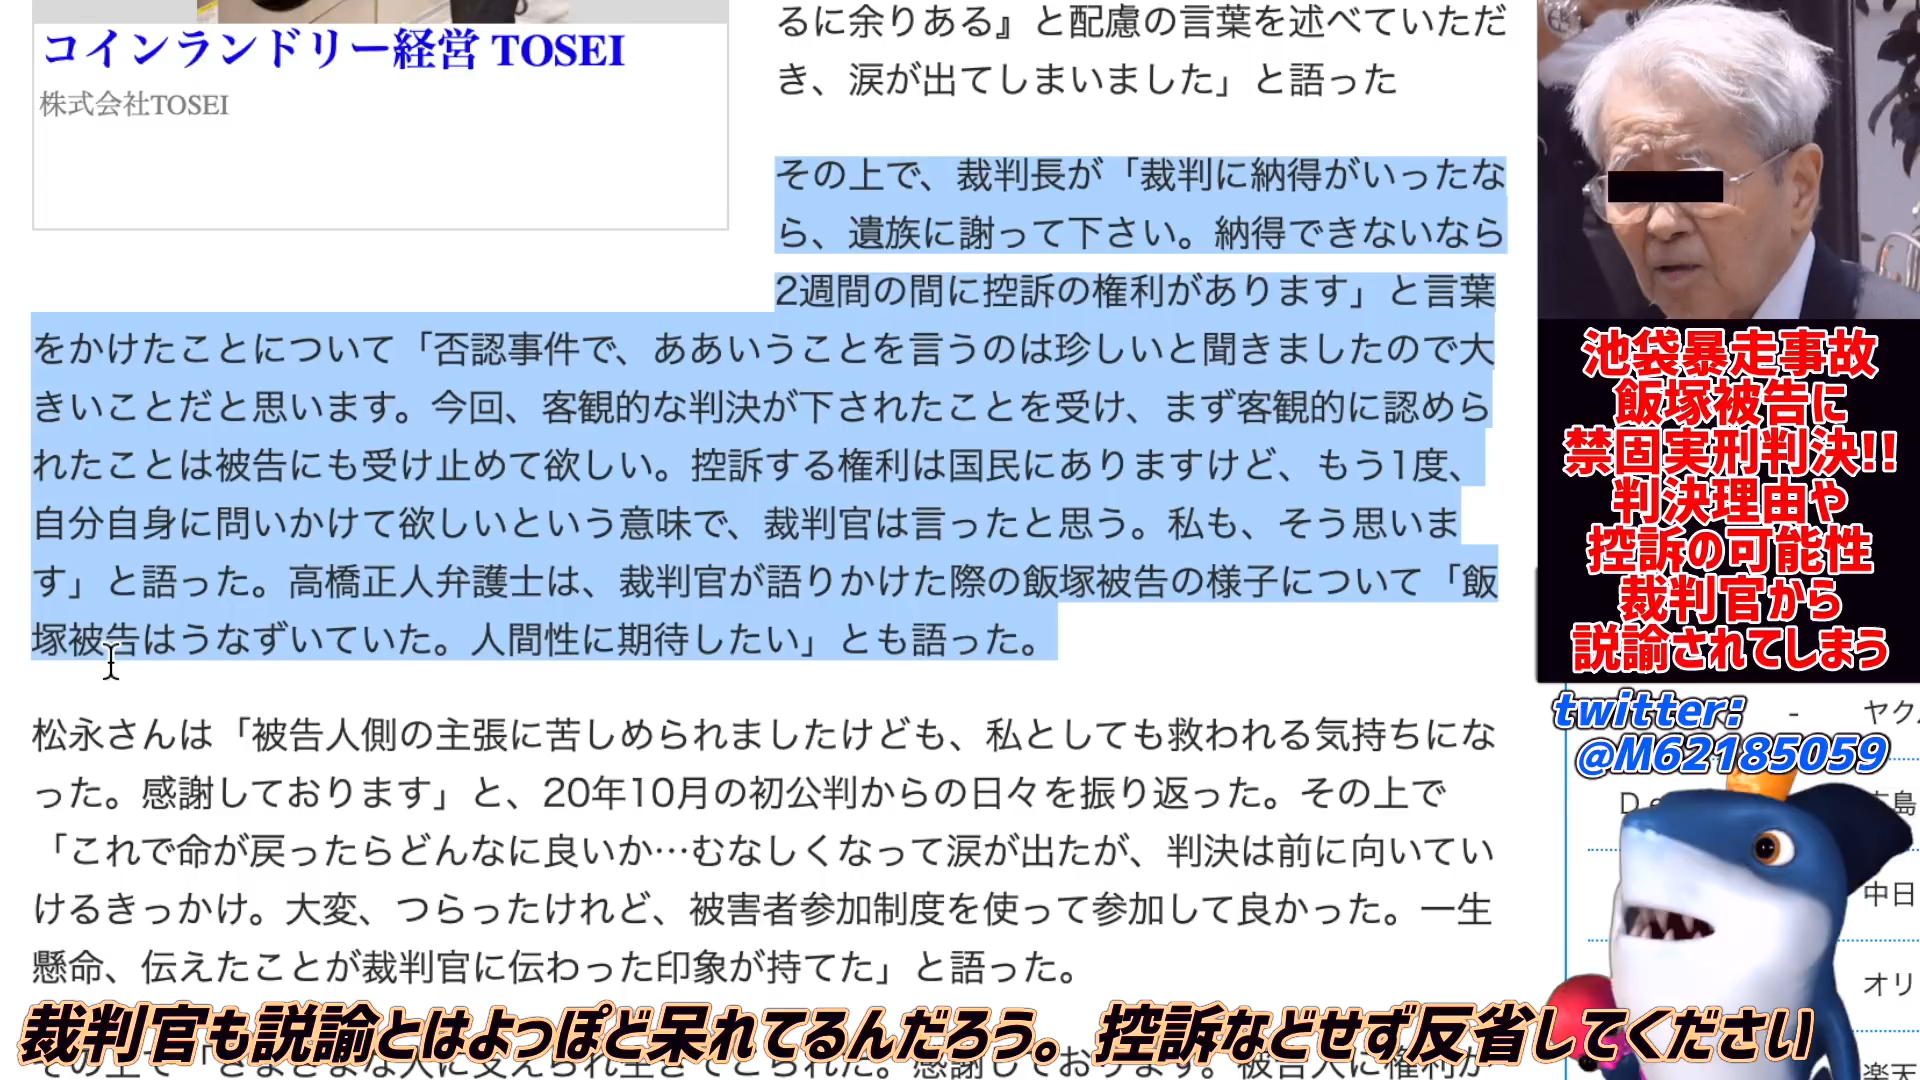 コインランドリー経営 TOSEI
株式会社TOSEI
るに余りある』と配慮の言葉を述べていただ
き、涙が出てしまいました」と語った
その上で、裁判長が「裁判に納得がいったな
ら、遺族に謝って下さい。納得できないなら
2週間の間に控訴の権利があります」と言葉
をかけたことについて「否認事件で、ああいうことを言うのは珍しいと聞きましたので大
きいことだと思います。今回、客観的な判決が下されたことを受け、まず客観的に認めら
れたことは被告にも受け止めて欲しい。控訴する権利は国民にありますけど、もう1度、
自分自身に問いかけて欲しいという意味で、裁判官は言ったと思う。私も、そう思いま
す」と語った。高橋正人弁護士は、裁判官が語りかけた際の飯塚被告の様子について「飯
塚被告はうなずいていた。人間性に期待したい」とも語った。
松永さんは「被告人側の主張に苦しめられましたけども、私としても救われる気持ちにな
った。感謝しております」と、20年10月の初公判からの日々を振り返った。その上で
「これで命が戻ったらどんなに良いか…むなしくなって涙が出たが、判決は前に向いてい
けるきっかけ。大変、つらったけれど、被害者参加制度を使って参加して良かった。一生
懸命、伝えたことが裁判官に伝わった印象が持てた」と語った。
裁判官も説諭とはよっぽど呆れてるんだろう。控訴などせず反省してください
池袋暴走事故
飯塚被告に
禁固実刑判決!!
判決理由や
控訴の可能性
裁判官から
説諭されてしまう
twitter:
@M62185059
- ヤク
De
広島
中日
オリ
楽天